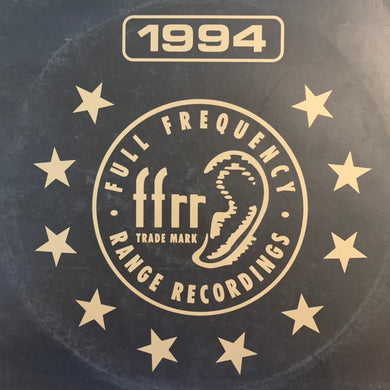 1994
FULL FREQUENCY
ffrr
TRADE MARK
RANGE RECORDINGS